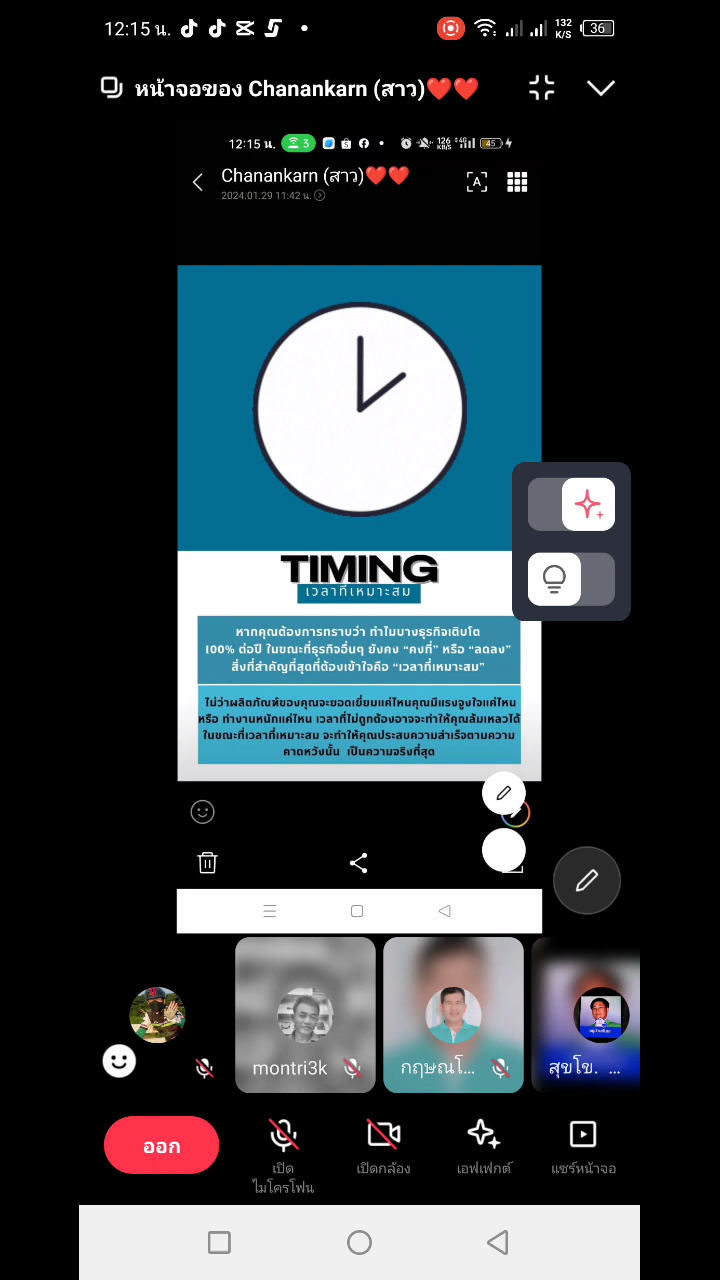 12:15 น.
132
K/S
36
หน้าจอของ Chanankarn (สาว)❤️❤️
12:15 น.
3
126
KB/S
4G
45
Chanankarn (สาว)❤️❤️
2024.01.29 11:42 น.
A
TIMING
เวลาที่เหมาะสม
หากคุณต้องการทราบว่า ทำไมบางธุรกิจเติบโต
100% ต่อปี ในขณะที่ธุรกิจอื่นๆ ยังคง “คงที่” หรือ “ลดลง”
สิ่งที่สำคัญที่สุดที่ต้องเข้าใจคือ “เวลาที่เหมาะสม”
ไม่ว่าผลิตภัณฑ์ของคุณจะยอดเยี่ยมแค่ไหนคุณมีแรงจูงใจแค่ไหน
หรือ ทำงานหนักแค่ไหน เวลาที่ไม่ถูกต้องอาจจะทำให้คุณล้มเหลวได้
ในขณะที่เวลาที่เหมาะสม จะทำให้คุณประสบความสำเร็จตามความ
คาดหวังนั้น เป็นความจริงที่สุด
montri3k
กฤษณโ...
สุขโข. ...
ออก
เปิด
ไมโครโฟน
เปิดกล้อง
เอฟเฟกต์
แชร์หน้าจอ